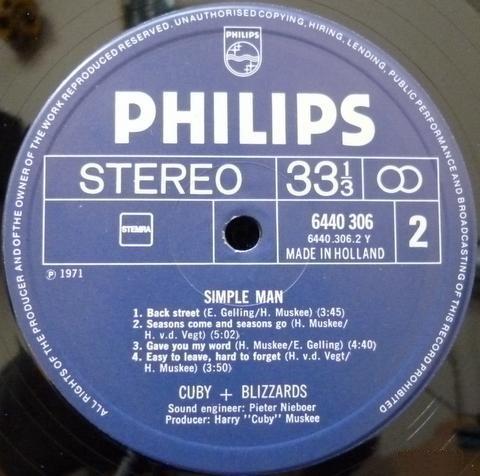 ALL RIGHTS OF THE PRODUCER AND OF THE OWNER OF THE WORK REPRODUCED RESERVED. UNAUTHORISED COPYING, HIRING, LENDING, PUBLIC PERFORMANCE AND BROADCASTING OF THIS RECORD PROHIBITED
PHILIPS
PHILIPS
STEREO 33 1/3
STEMRA
6440 306
6440.306.2 Y
MADE IN HOLLAND
2
Ⓟ 1971
SIMPLE MAN
1. Back street (E. Gelling/H. Muskee) (3:45)
2. Seasons come and seasons go (H. Muskee/
H. v.d. Vegt) (5:02)
3. Gave you my word (H. Muskee/E. Gelling) (4:40)
4. Easy to leave, hard to forget (H. v.d. Vegt/
H. Muskee) (3:50)
CUBY + BLIZZARDS
Sound engineer: Pieter Nieboer
Producer: Harry "Cuby" Muskee